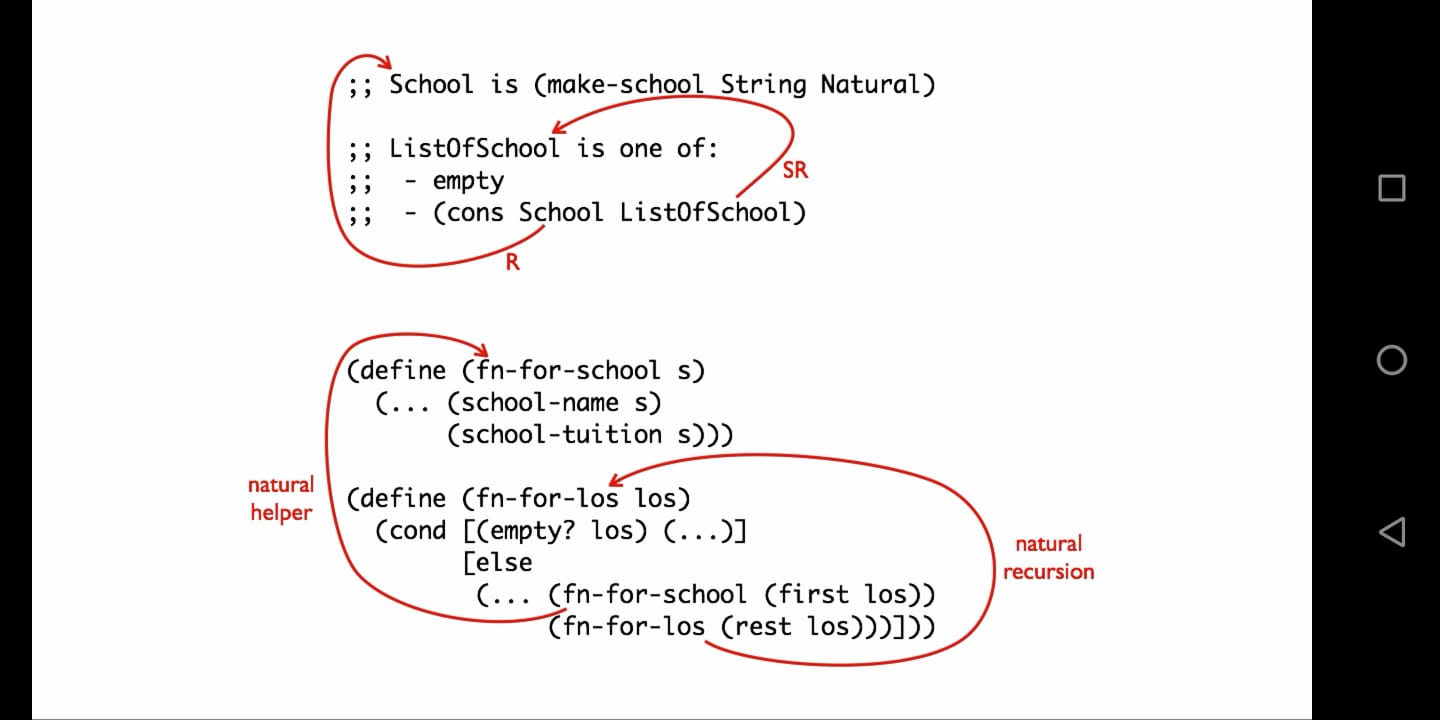 ;; School is (make-school String Natural)
;; ListOfSchool is one of:
;;  - empty
;;  - (cons School ListOfSchool)
SR
R
(define (fn-for-school s)
  (... (school-name s)
       (school-tuition s)))
(define (fn-for-los los)
  (cond [(empty? los) (...)]
        [else
         (... (fn-for-school (first los))
              (fn-for-los (rest los)))]))
natural
helper
natural
recursion